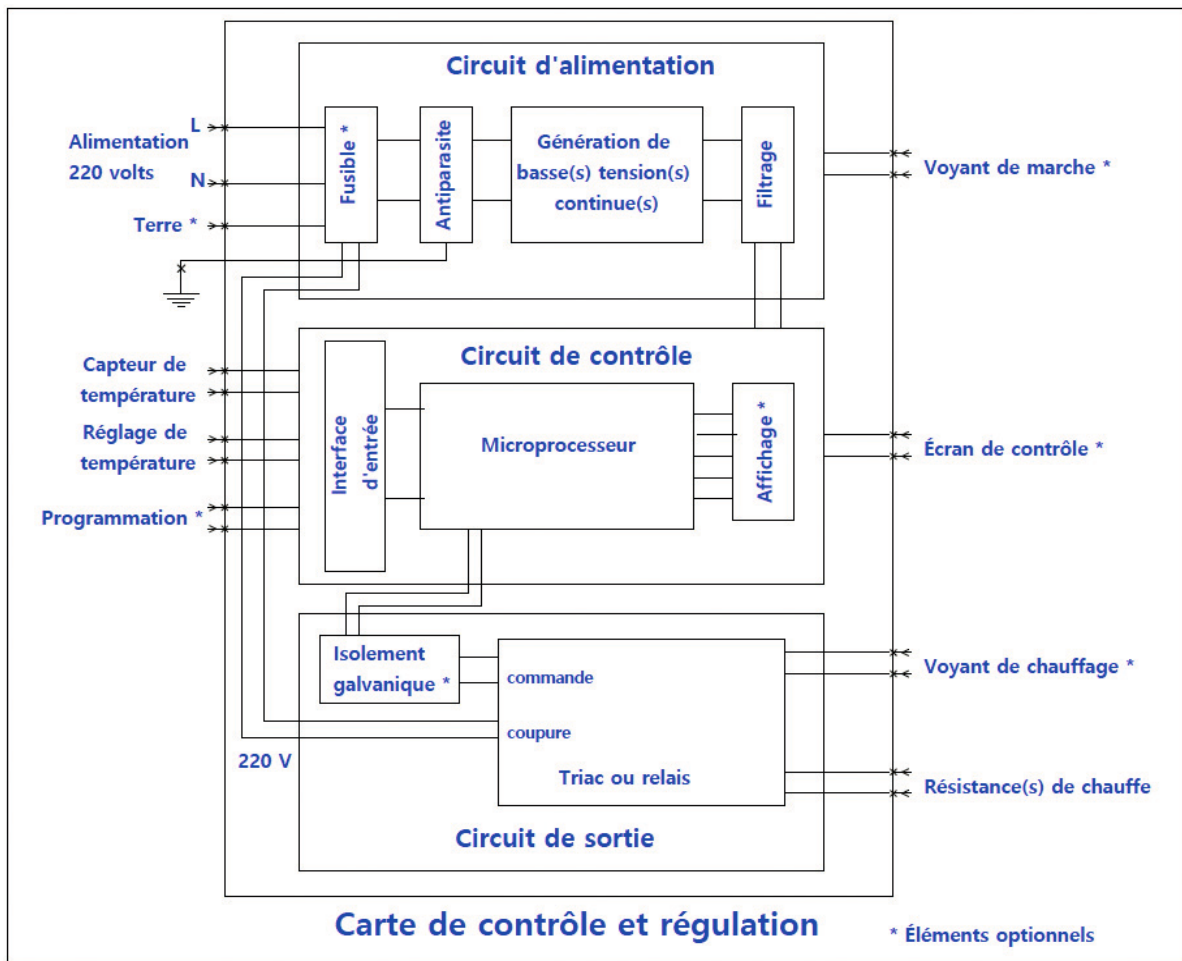 Circuit d'alimentation
L
Alimentation
220 volts
N
Terre *
Fusible *
Antiparasite
Génération de
basse(s) tension(s)
continue(s)
Filtrage
Voyant de marche *
Circuit de contrôle
Capteur de
température
Réglage de
température
Programmation *
Interface
d'entrée
Microprocesseur
Affichage *
Écran de contrôle *
Isolement
galvanique *
commande
coupure
Triac ou relais
220 V
Voyant de chauffage *
Résistance(s) de chauffe
Circuit de sortie
Carte de contrôle et régulation
* Éléments optionnels